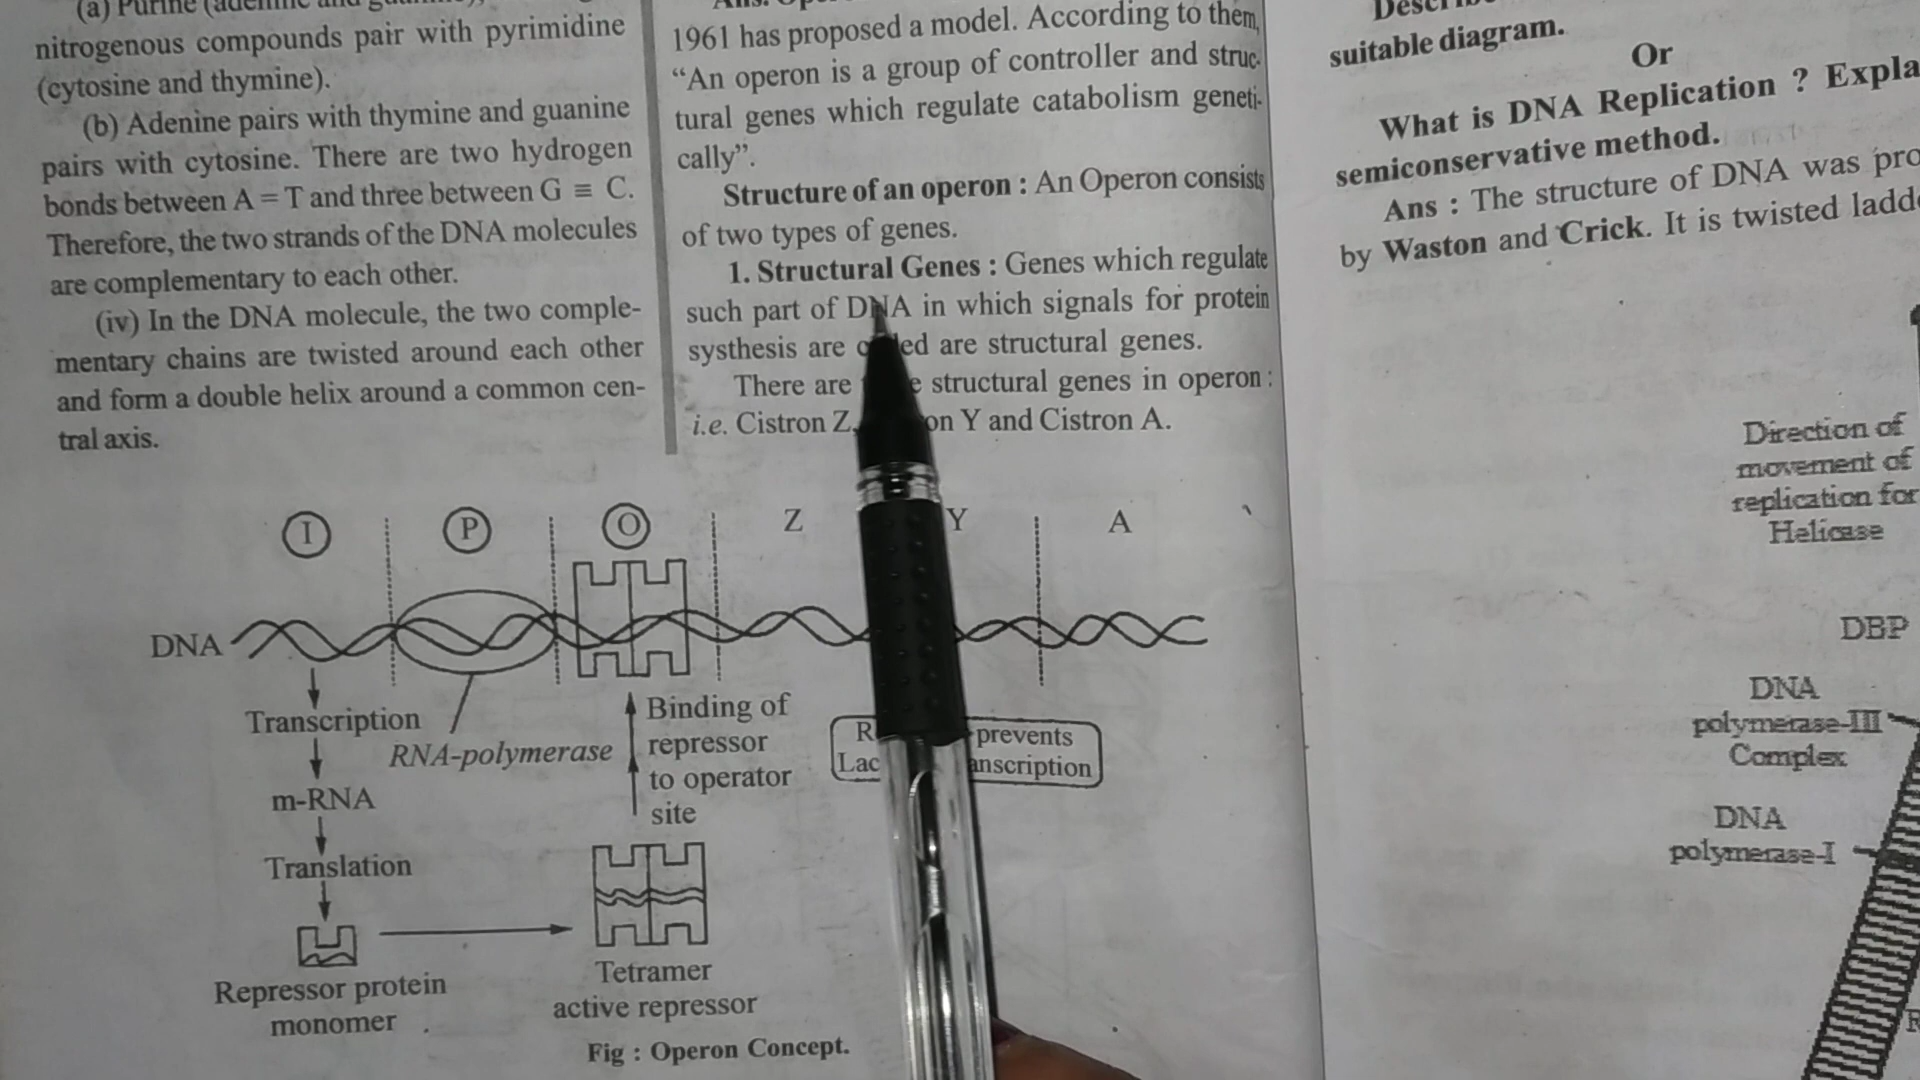 (a) Purine (adenine and guanine),
nitrogenous compounds pair with pyrimidine
(cytosine and thymine).
(b) Adenine pairs with thymine and guanine
pairs with cytosine. There are two hydrogen
bonds between A = T and three between G ≡ C.
Therefore, the two strands of the DNA molecules
are complementary to each other.
(iv) In the DNA molecule, the two comple-
mentary chains are twisted around each other
and form a double helix around a common cen-
tral axis.
1961 has proposed a model. According to them,
“An operon is a group of controller and struc-
tural genes which regulate catabolism geneti-
cally”.
Structure of an operon : An Operon consists
of two types of genes.
1. Structural Genes : Genes which regulate
such part of DNA in which signals for protein
systhesis are are structural genes.
There are structural genes in operon :
i.e. Cistron Z, Y and Cistron A.
I P O Z Y A
DNA
Transcription
m-RNA
Translation
Repressor protein
monomer
RNA-polymerase
Binding of
repressor
to operator
site
prevents
Lac
Tetramer
active repressor
Fig : Operon Concept.
suitable diagram.
Or
What is DNA Replication ? Expla
semiconservative method.
Ans : The structure of DNA was pro
by Waston and Crick. It is twisted ladd
Direction of
movement of
replication for
Helicase
DBP
DNA
polymerase-III
Complex
DNA
polymerase-I